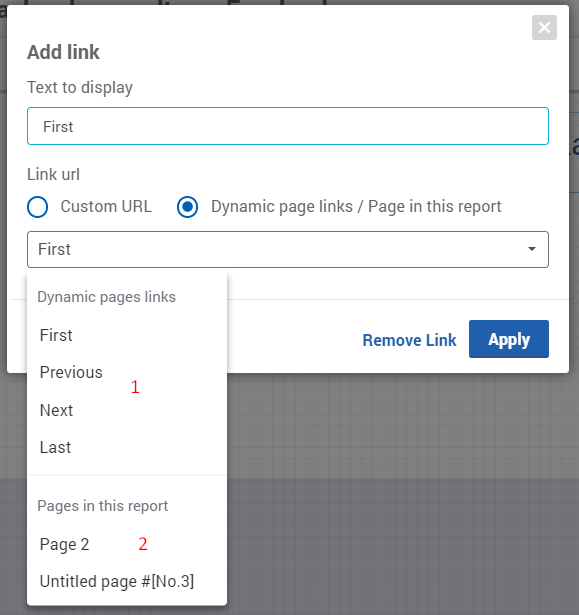 Add link
Text to display
First
Link url
Custom URL
Dynamic page links / Page in this report
First
Dynamic pages links
First
Previous
1
Next
Last
Remove Link
Apply
Pages in this report
Page 2
2
Untitled page #[No.3]